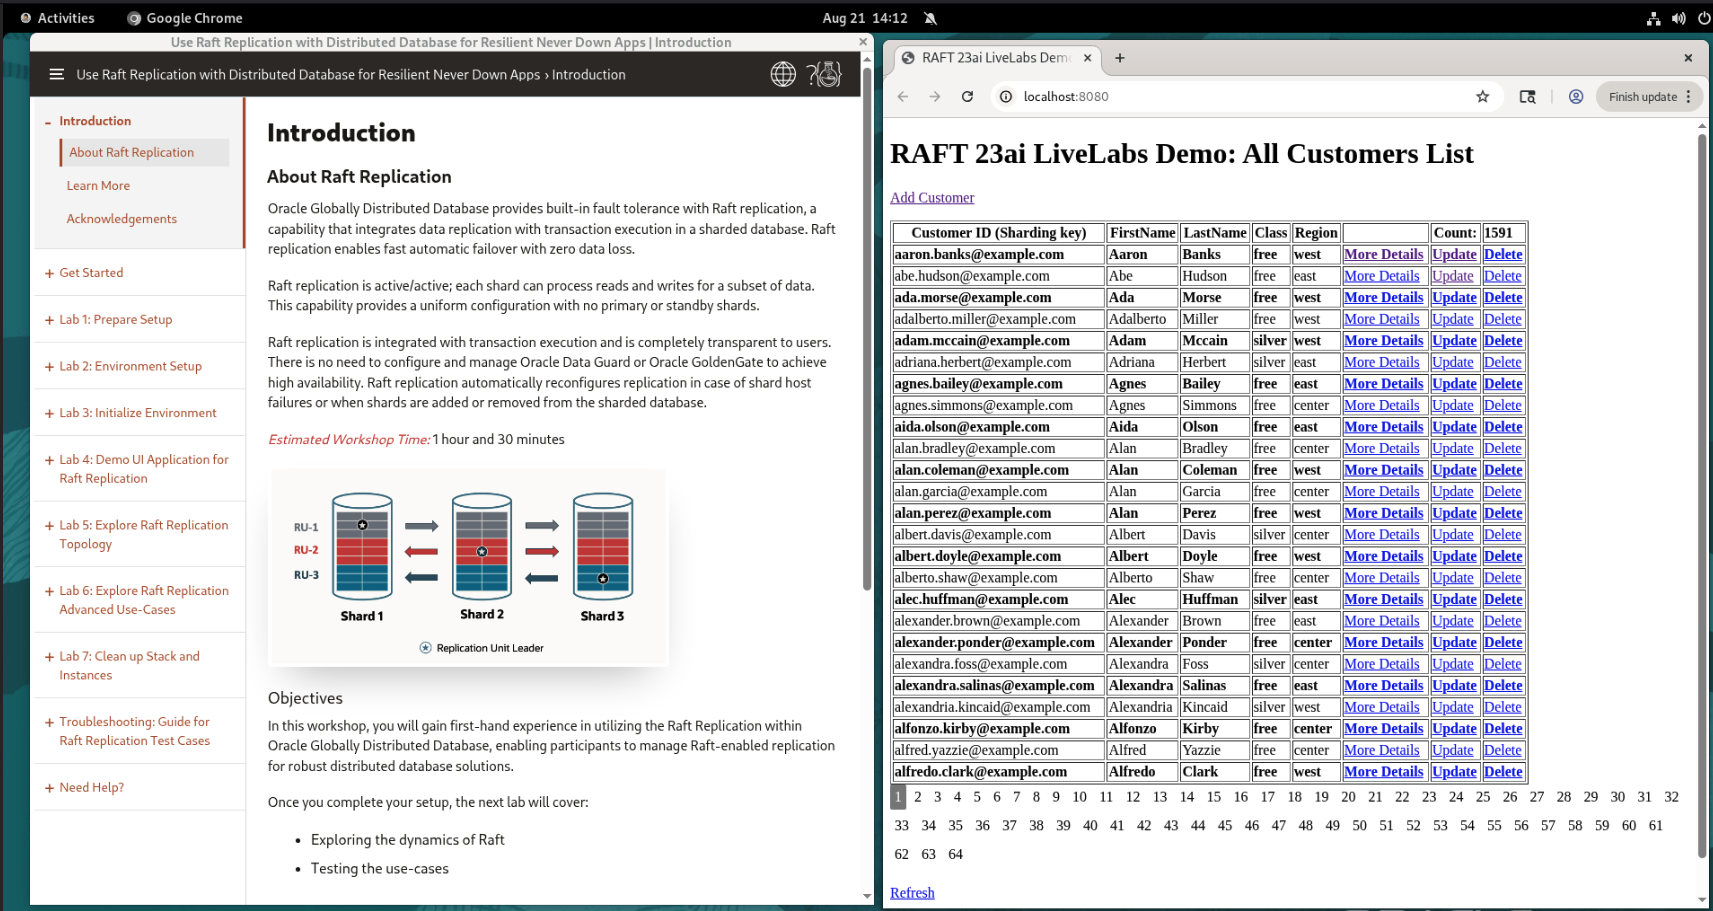 Activities
Google Chrome
Aug 21 14:12
Use Raft Replication with Distributed Database for Resilient Never Down Apps | Introduction
Use Raft Replication with Distributed Database for Resilient Never Down Apps › Introduction
- Introduction
About Raft Replication
Learn More
Acknowledgements
+ Get Started
+ Lab 1: Prepare Setup
+ Lab 2: Environment Setup
+ Lab 3: Initialize Environment
+ Lab 4: Demo UI Application for
Raft Replication
+ Lab 5: Explore Raft Replication
Topology
+ Lab 6: Explore Raft Replication
Advanced Use-Cases
+ Lab 7: Clean up Stack and
Instances
+ Troubleshooting: Guide for
Raft Replication Test Cases
+ Need Help?
Introduction
About Raft Replication
Oracle Globally Distributed Database provides built-in fault tolerance with Raft replication, a
capability that integrates data replication with transaction execution in a sharded database. Raft
replication enables fast automatic failover with zero data loss.
Raft replication is active/active; each shard can process reads and writes for a subset of data.
This capability provides a uniform configuration with no primary or standby shards.
Raft replication is integrated with transaction execution and is completely transparent to users.
There is no need to configure and manage Oracle Data Guard or Oracle GoldenGate to achieve
high availability. Raft replication automatically reconfigures replication in case of shard host
failures or when shards are added or removed from the sharded database.
Estimated Workshop Time: 1 hour and 30 minutes
RU-1
RU-2
RU-3
Shard 1 Shard 2 Shard 3
Replication Unit Leader
Objectives
In this workshop, you will gain first-hand experience in utilizing the Raft Replication within
Oracle Globally Distributed Database, enabling participants to manage Raft-enabled replication
for robust distributed database solutions.
Once you complete your setup, the next lab will cover:
• Exploring the dynamics of Raft
• Testing the use-cases
RAFT 23ai LiveLabs Demo
localhost:8080
Finish update
RAFT 23ai LiveLabs Demo: All Customers List
Add Customer
Customer ID (Sharding key) FirstName LastName Class Region Count: 1591
aaron.banks@example.com Aaron Banks free west More Details Update Delete
abe.hudson@example.com Abe Hudson free east More Details Update Delete
ada.morse@example.com Ada Morse free west More Details Update Delete
adalberto.miller@example.com Adalberto Miller free west More Details Update Delete
adam.mccain@example.com Adam Mccain silver west More Details Update Delete
adriana.herbert@example.com Adriana Herbert silver east More Details Update Delete
agnes.bailey@example.com Agnes Bailey free east More Details Update Delete
agnes.simmons@example.com Agnes Simmons free center More Details Update Delete
aida.olson@example.com Aida Olson free east More Details Update Delete
alan.bradley@example.com Alan Bradley free center More Details Update Delete
alan.coleman@example.com Alan Coleman free west More Details Update Delete
alan.garcia@example.com Alan Garcia free center More Details Update Delete
alan.perez@example.com Alan Perez free west More Details Update Delete
albert.davis@example.com Albert Davis silver center More Details Update Delete
albert.doyle@example.com Albert Doyle free west More Details Update Delete
alberto.shaw@example.com Alberto Shaw free center More Details Update Delete
alec.huffman@example.com Alec Huffman silver east More Details Update Delete
alexander.brown@example.com Alexander Brown free east More Details Update Delete
alexander.ponder@example.com Alexander Ponder free center More Details Update Delete
alexandra.foss@example.com Alexandra Foss silver center More Details Update Delete
alexandra.salinas@example.com Alexandra Salinas free east More Details Update Delete
alexandria.kincaid@example.com Alexandria Kincaid silver west More Details Update Delete
alfonzo.kirby@example.com Alfonzo Kirby free center More Details Update Delete
alfred.yazzie@example.com Alfred Yazzie free center More Details Update Delete
alfredo.clark@example.com Alfredo Clark free west More Details Update Delete
1 2 3 4 5 6 7 8 9 10 11 12 13 14 15 16 17 18 19 20 21 22 23 24 25 26 27 28 29 30 31 32
33 34 35 36 37 38 39 40 41 42 43 44 45 46 47 48 49 50 51 52 53 54 55 56 57 58 59 60 61
62 63 64
Refresh